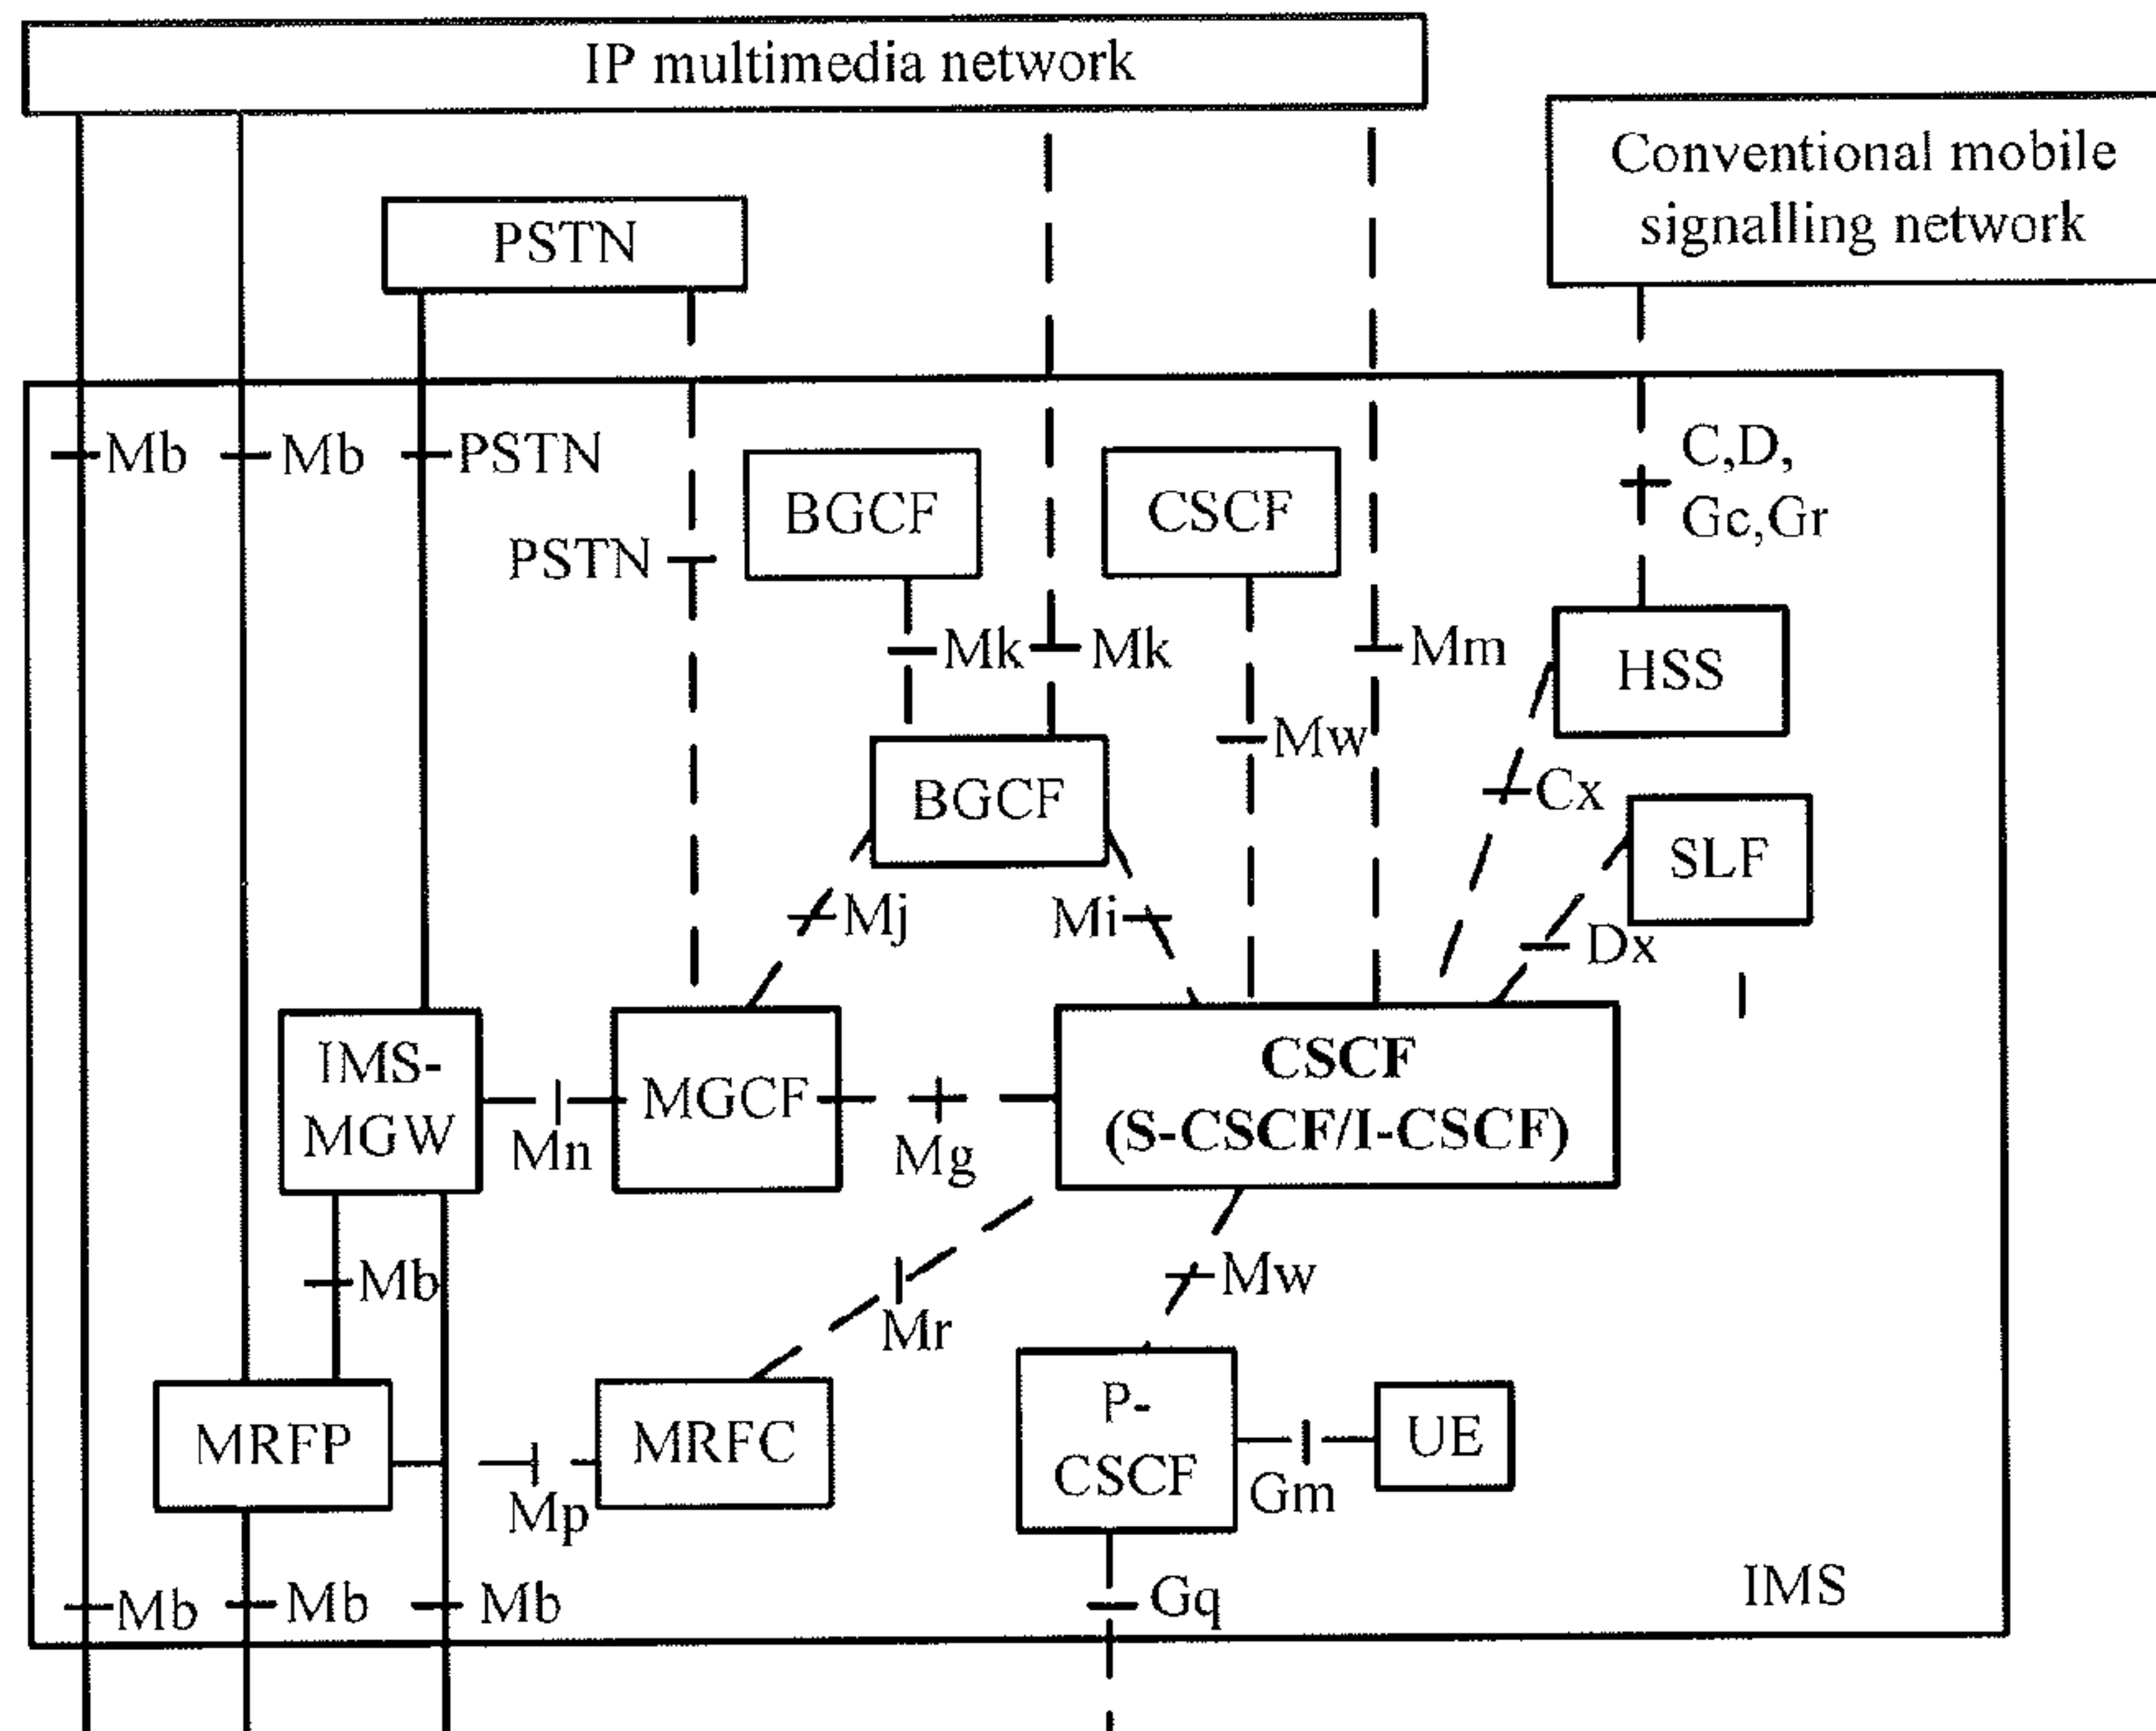 IP multimedia network
Conventional mobile
signalling network
PSTN
Mb
Mb
PSTN
C,D,
Gc,Gr
PSTN
BGCF
CSCF
Mk
Mk
Mm
HSS
Mw
Cx
BGCF
SLF
Mj
Mi
Dx
IMS-
MGW
Mn
MGCF
Mg
CSCF
(S-CSCF/I-CSCF)
Mb
Mr
Mw
MRFP
Mp
MRFC
P-
CSCF
Gm
UE
Mb
Mb
Mb
Gq
IMS